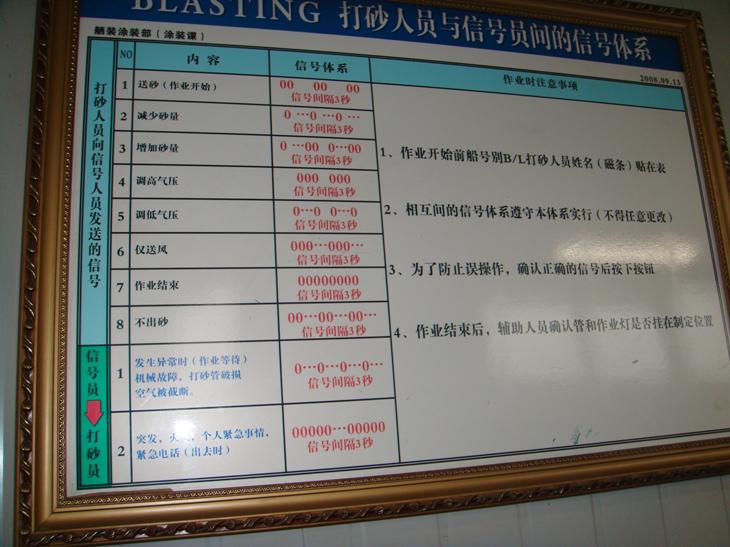 BLASTING 打砂人员与信号员间的信号体系
舾装涂装部（涂装课）
2008.09.13
NO 内 容 信号体系 作业时注意事项
打砂人员向信号人员发送的信号
1 送砂（作业开始） 00 00 00
信号间隔3秒
2 减少砂量 0 …0 …0 …
信号间隔3秒
3 增加砂量 0 …00 0…00
信号间隔3秒
4 调高气压 000 000
信号间隔3秒
5 调低气压 0…0 0…0
信号间隔3秒
6 仅送风 000…000…
信号间隔3秒
7 作业结束 00000000
信号间隔3秒
8 不出砂 00…00…00…
信号间隔3秒
信号员 打砂员
1 发生异常时（作业等待）
机械故障，打砂管破损
空气被截断。
0…0…0…0…
信号间隔3秒
2 突发，火 ，个人紧急事情，
紧急电话（出去时）
00000…00000
信号间隔3秒
1、作业开始前船号别B/L打砂人员姓名（磁条）贴在表
2、相互间的信号体系遵守本体系实行（不得任意更改）
3、为了防止误操作，确认正确的信号后按下按钮
4、作业结束后，辅助人员确认管和作业灯是否挂在制定位置